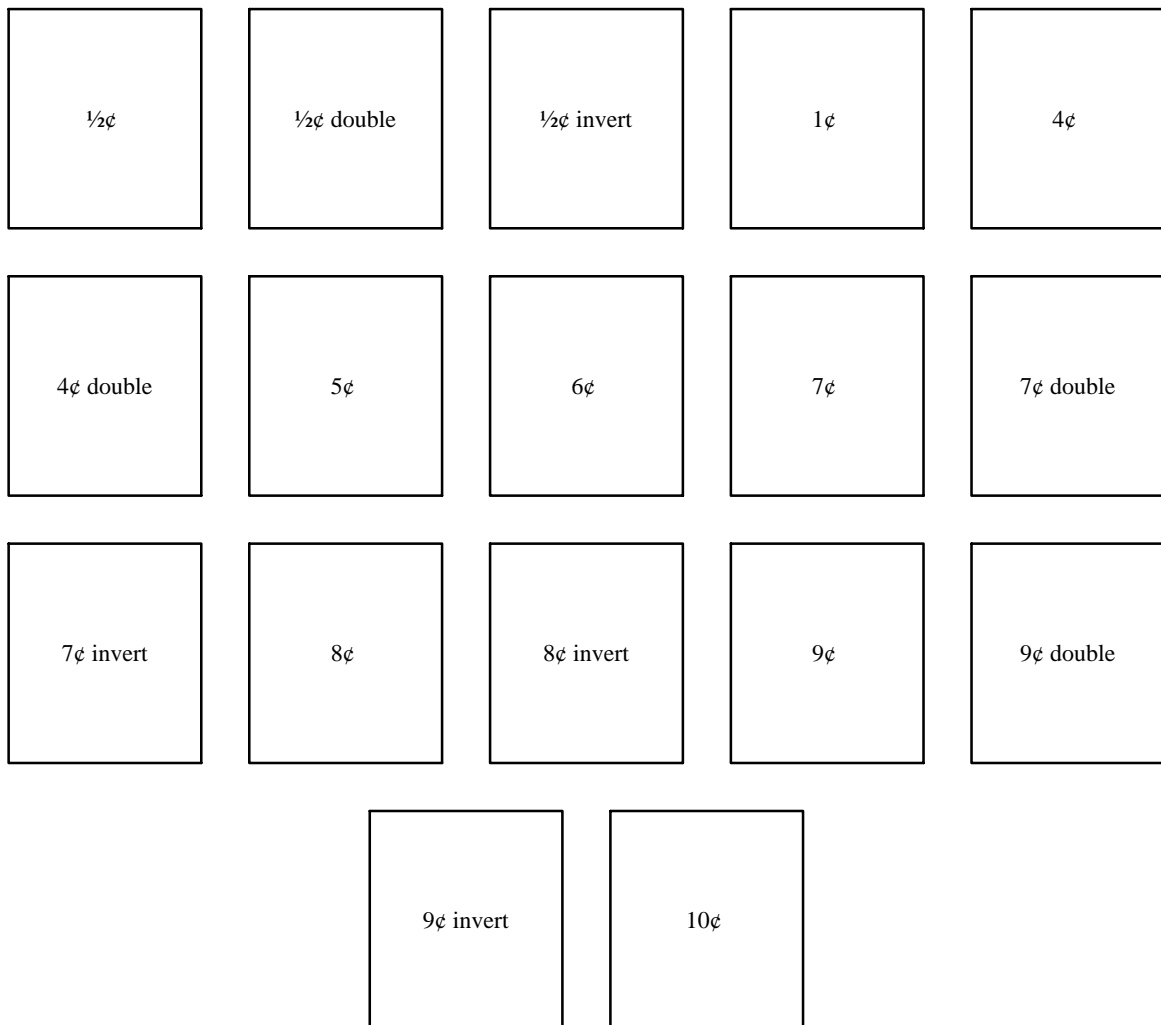 ½¢
½¢ double
½¢ invert
1¢
4¢
4¢ double
5¢
6¢
7¢
7¢ double
7¢ invert
8¢
8¢ invert
9¢
9¢ double
9¢ invert
10¢